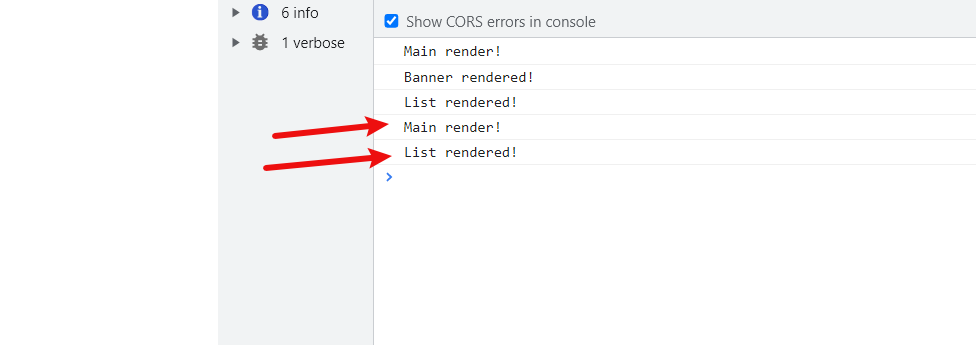 6 info
1 verbose
Show CORS errors in console
Main render!
Banner rendered!
List rendered!
Main render!
List rendered!